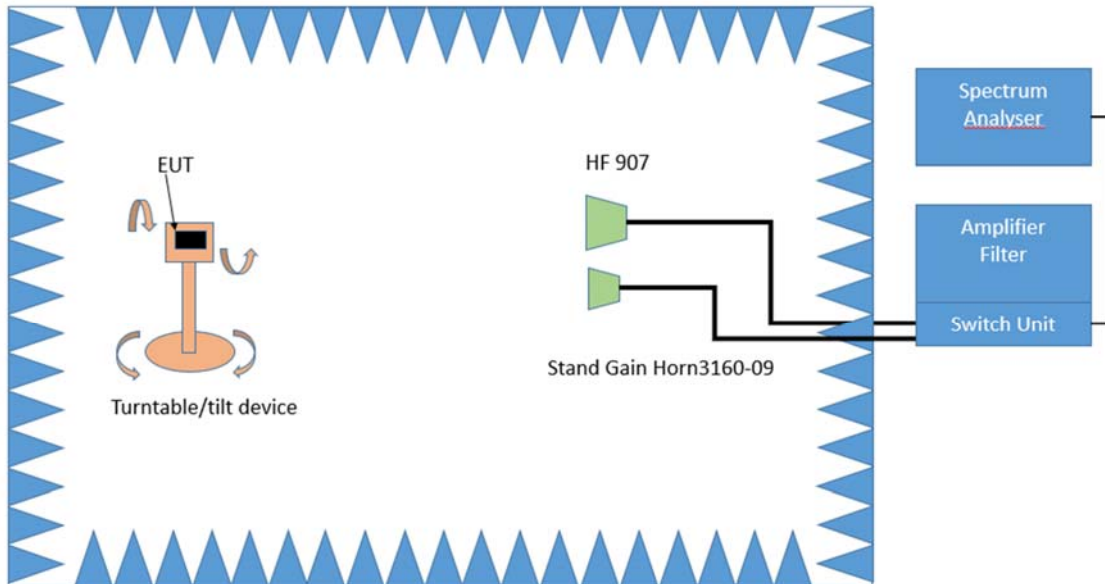 Spectrum
Analyser
EUT
HF 907
Amplifier
Filter
Switch Unit
Stand Gain Horn3160-09
Turntable/tilt device